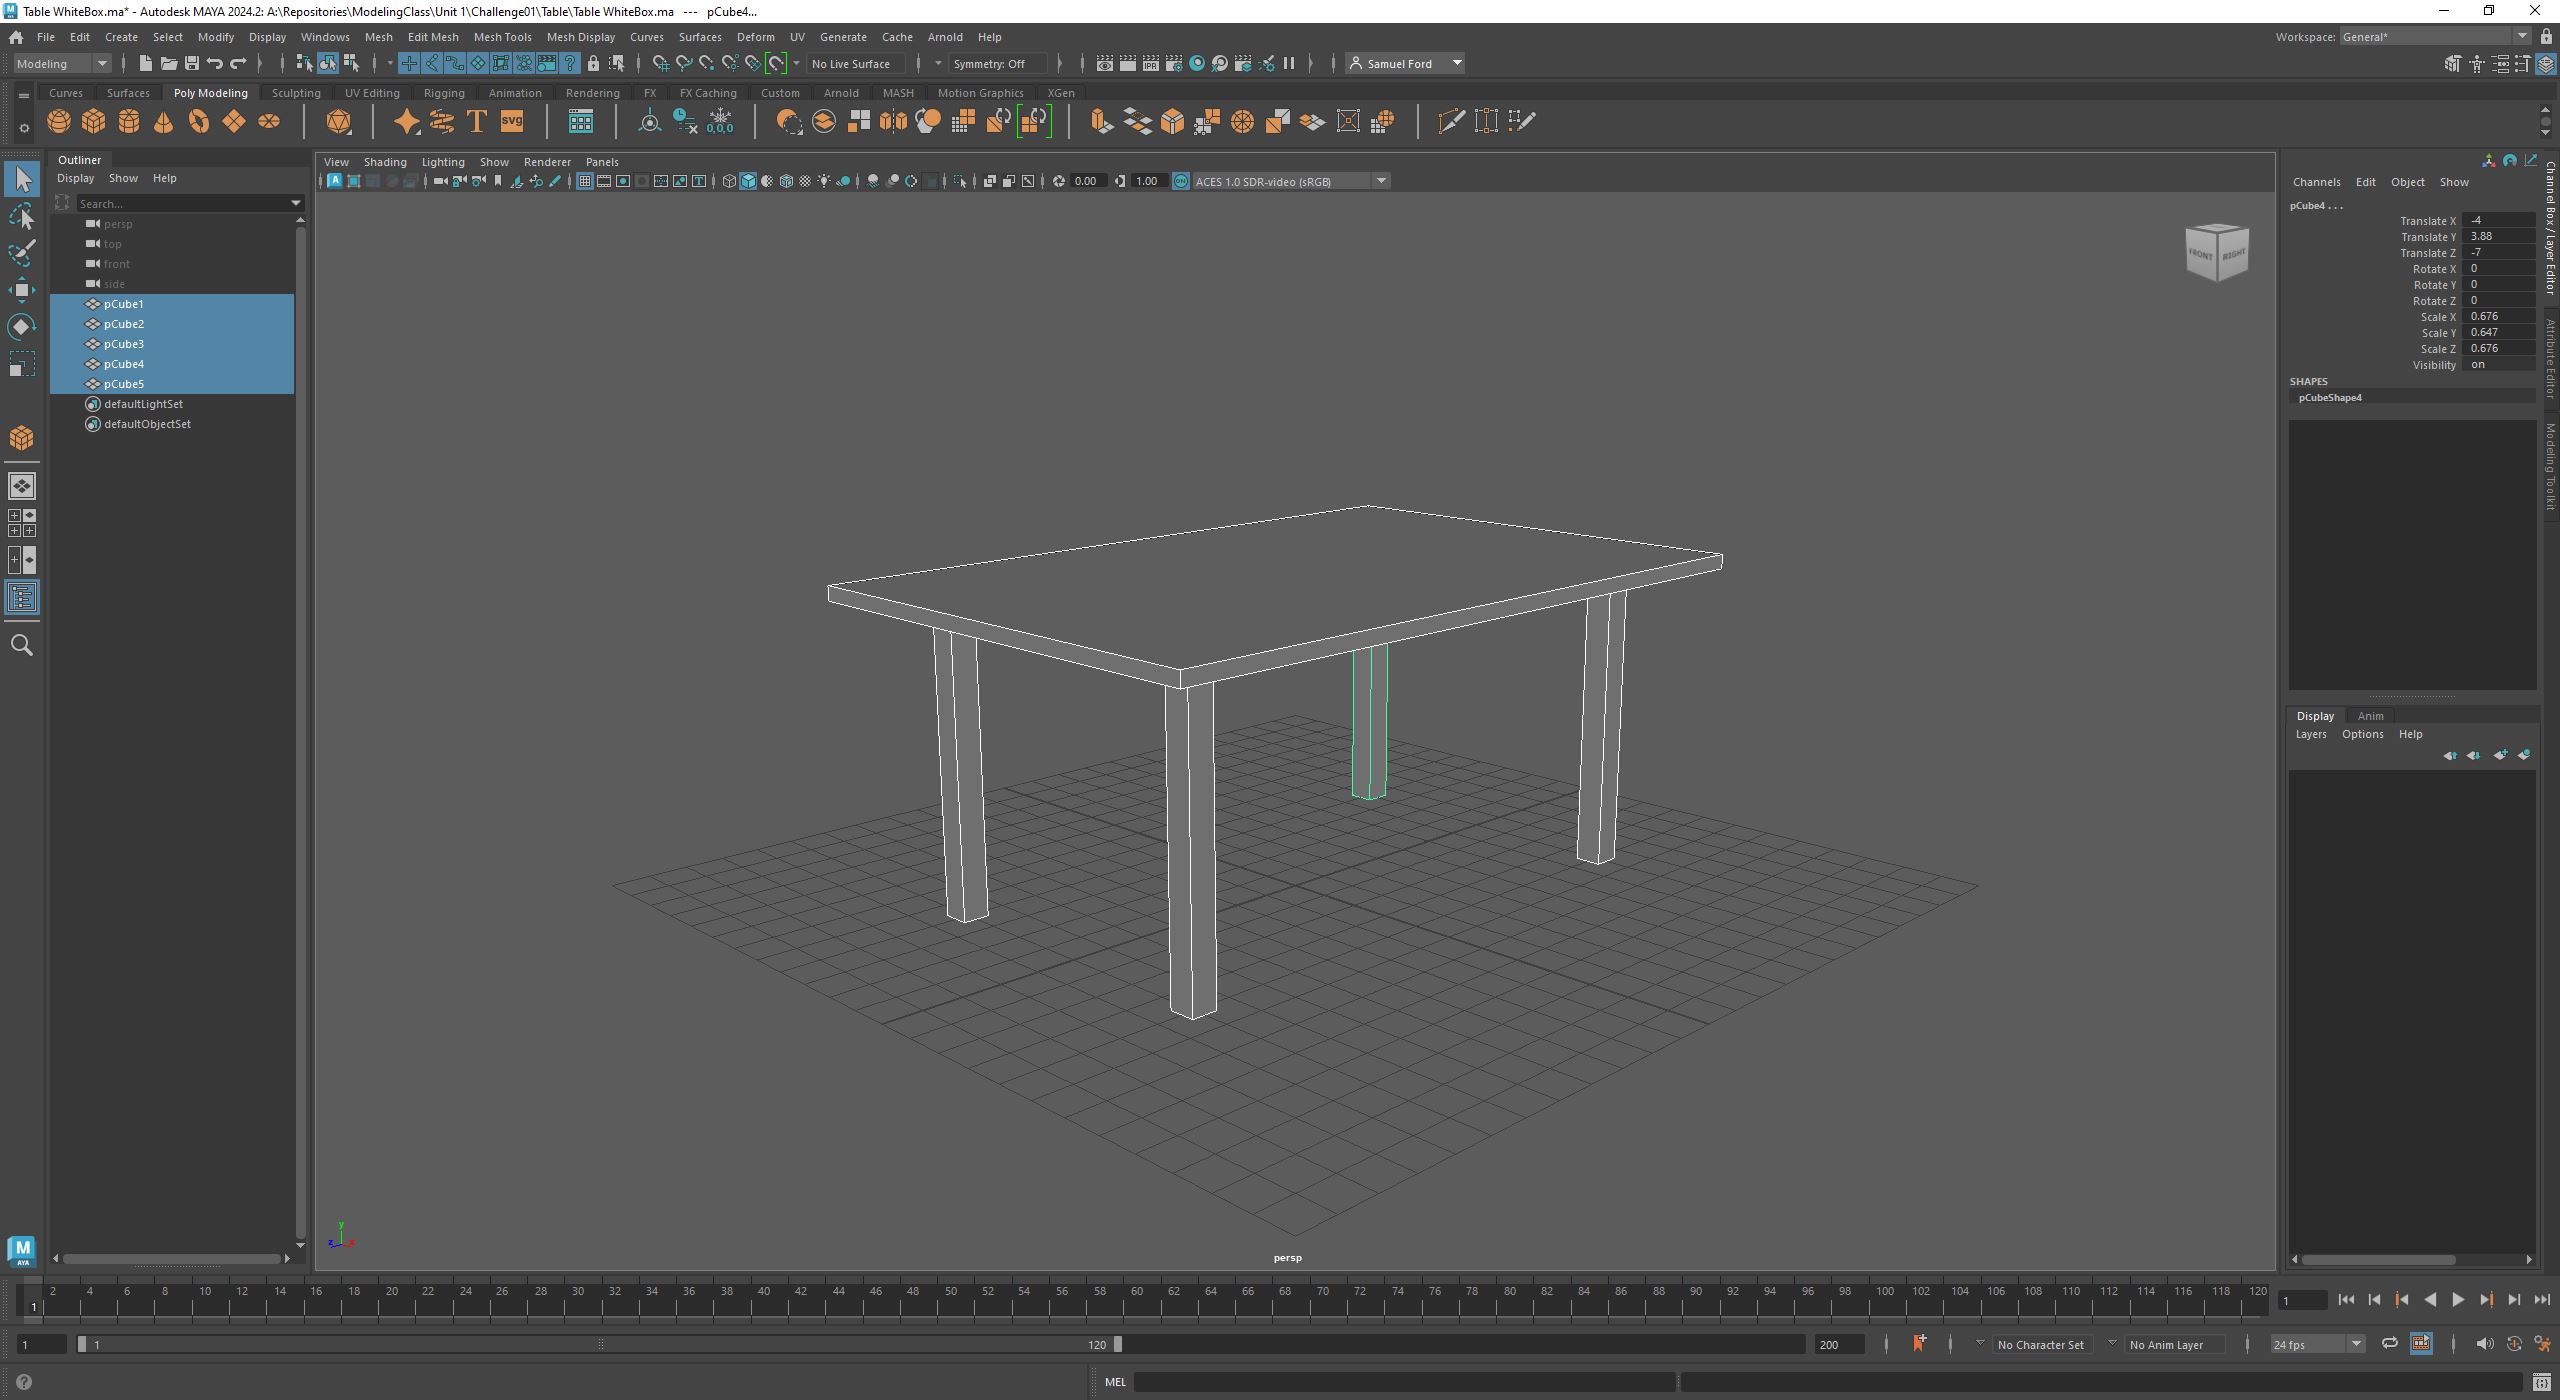 Table WhiteBox.ma* - Autodesk MAYA 2024.2: A:\Repositories\ModelingClass\Unit 1\Challenge01\Table\Table WhiteBox.ma --- pCube4...
File Edit Create Select Modify Display Windows Mesh Edit Mesh Mesh Tools Mesh Display Curves Surfaces Deform UV Generate Cache Arnold Help Workspace: General*
Modeling No Live Surface Symmetry: Off IPR Samuel Ford
Curves Surfaces Poly Modeling Sculpting UV Editing Rigging Animation Rendering FX FX Caching Custom Arnold MASH Motion Graphics XGen
T svg 0,0,0
Outliner
Display Show Help
Search...
persp
top
front
side
pCube1
pCube2
pCube3
pCube4
pCube5
defaultLightSet
defaultObjectSet
View Shading Lighting Show Renderer Panels
0.00 1.00 ON ACES 1.0 SDR-video (sRGB)
FRONT RIGHT
y
z x
persp
Channels Edit Object Show
pCube4 . . .
Translate X -4
Translate Y 3.88
Translate Z -7
Rotate X 0
Rotate Y 0
Rotate Z 0
Scale X 0.676
Scale Y 0.647
Scale Z 0.676
Visibility on
SHAPES
pCubeShape4
Channel Box / Layer Editor
Attribute Editor
Modeling Toolkit
Display Anim
Layers Options Help
M
AYA
2 4 6 8 10 12 14 16 18 20 22 24 26 28 30 32 34 36 38 40 42 44 46 48 50 52 54 56 58 60 62 64 66 68 70 72 74 76 78 80 82 84 86 88 90 92 94 96 98 100 102 104 106 108 110 112 114 116 118 120
1 1
1 1 120 200 No Character Set No Anim Layer 24 fps
MEL